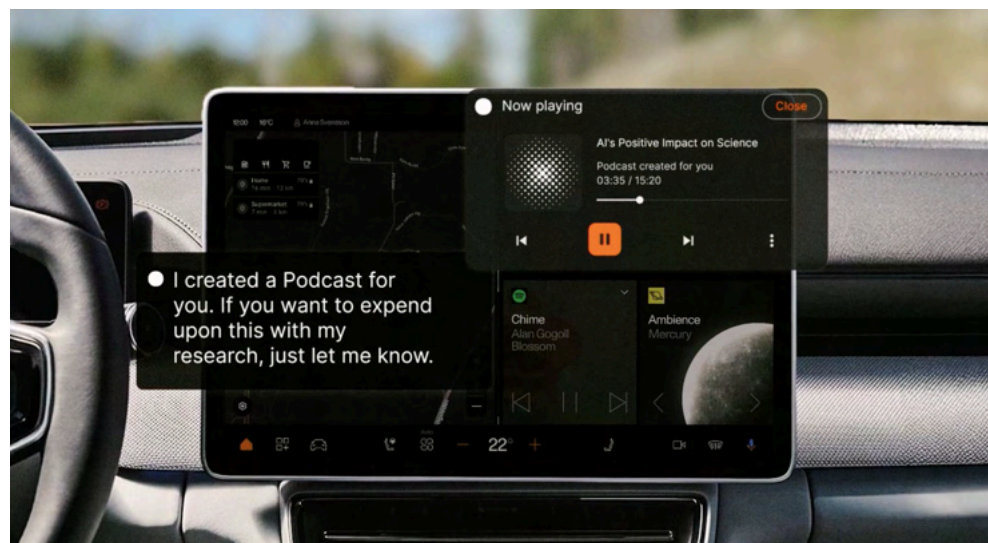 12:00 16°C Anna Svensson
Now playing
Close
AI's Positive Impact on Science
Podcast created for you
03:35 / 15:20
Home
Supermarket
I created a Podcast for
you. If you want to expend
upon this with my
research, just let me know.
Chime
Alan Gogoll
Blossom
Ambience
Mercury
22°